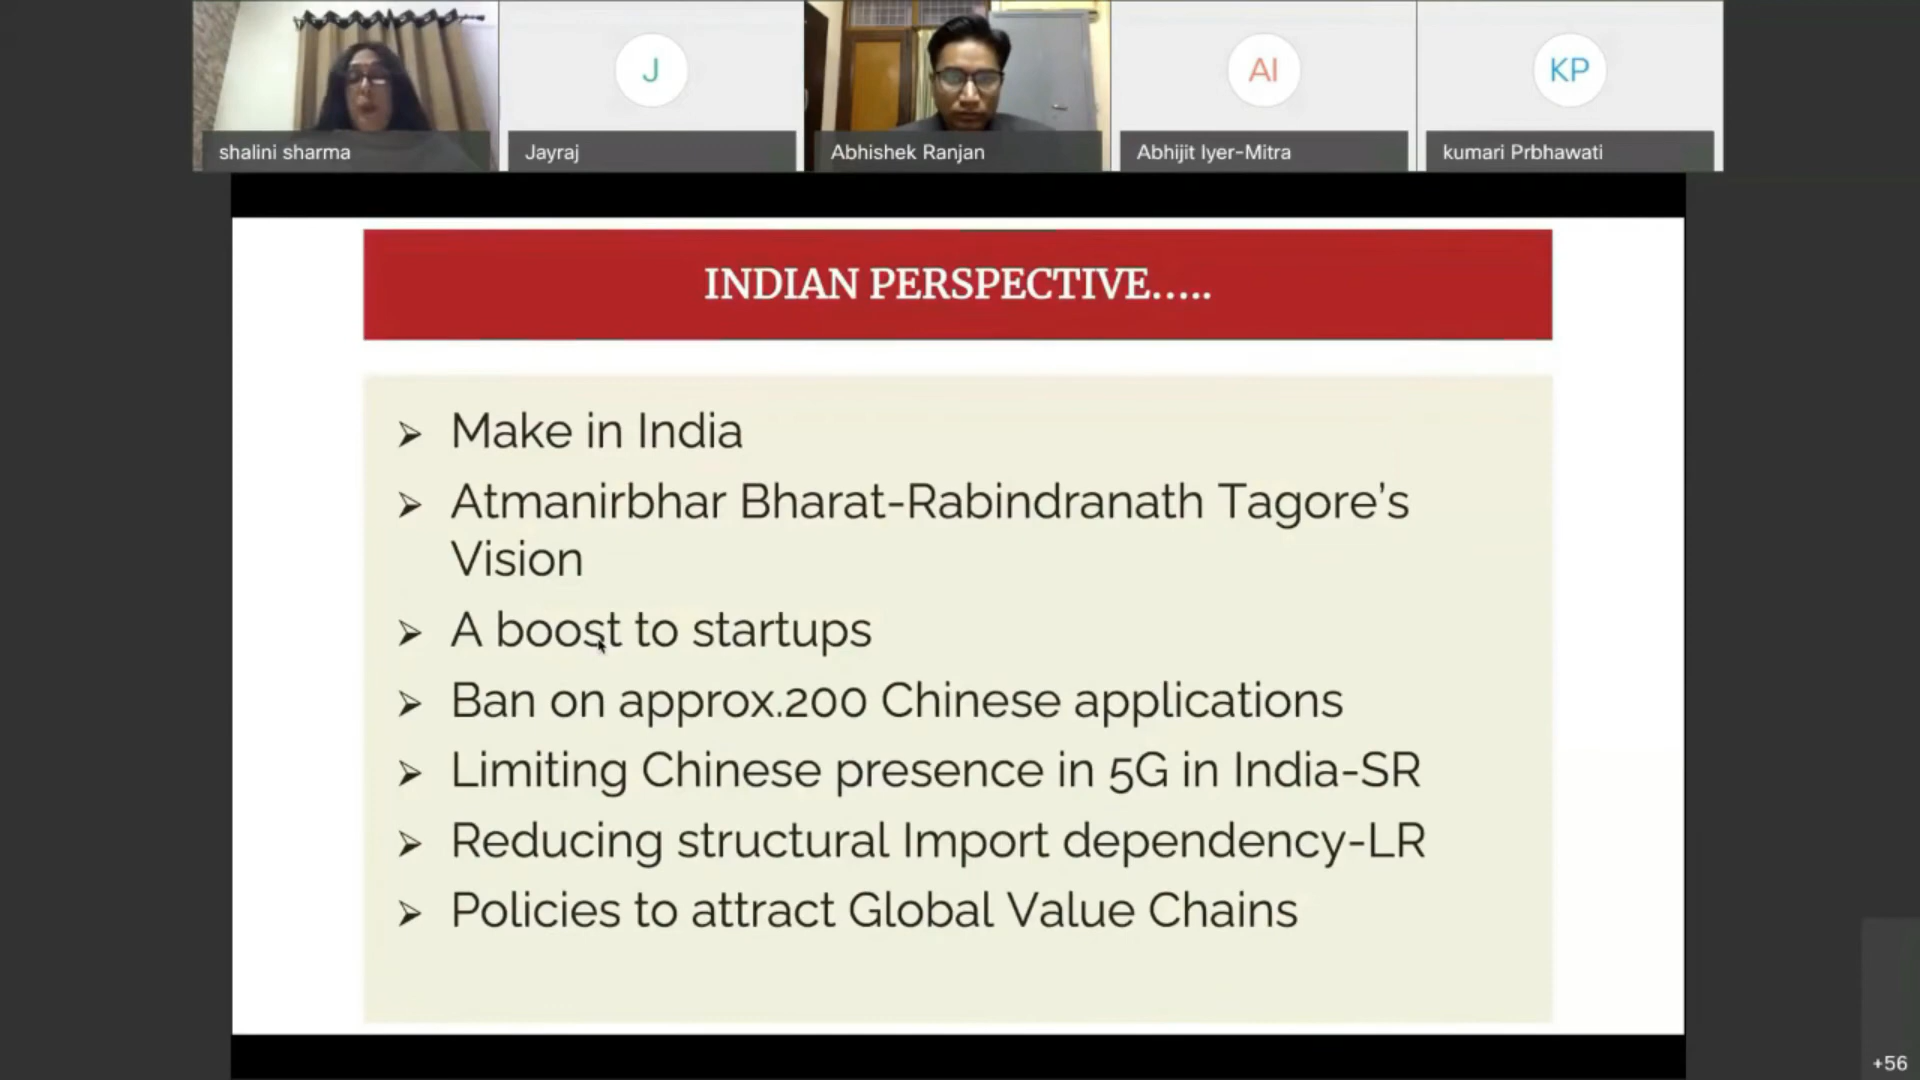 J
AI
KP
shalini sharma
Jayraj
Abhishek Ranjan
Abhijit Iyer-Mitra
kumari Prbhawati
INDIAN PERSPECTIVE.....
➢ Make in India
➢ Atmanirbhar Bharat-Rabindranath Tagore's
Vision
➢ A boost to startups
➢ Ban on approx.200 Chinese applications
➢ Limiting Chinese presence in 5G in India-SR
➢ Reducing structural Import dependency-LR
➢ Policies to attract Global Value Chains
+56